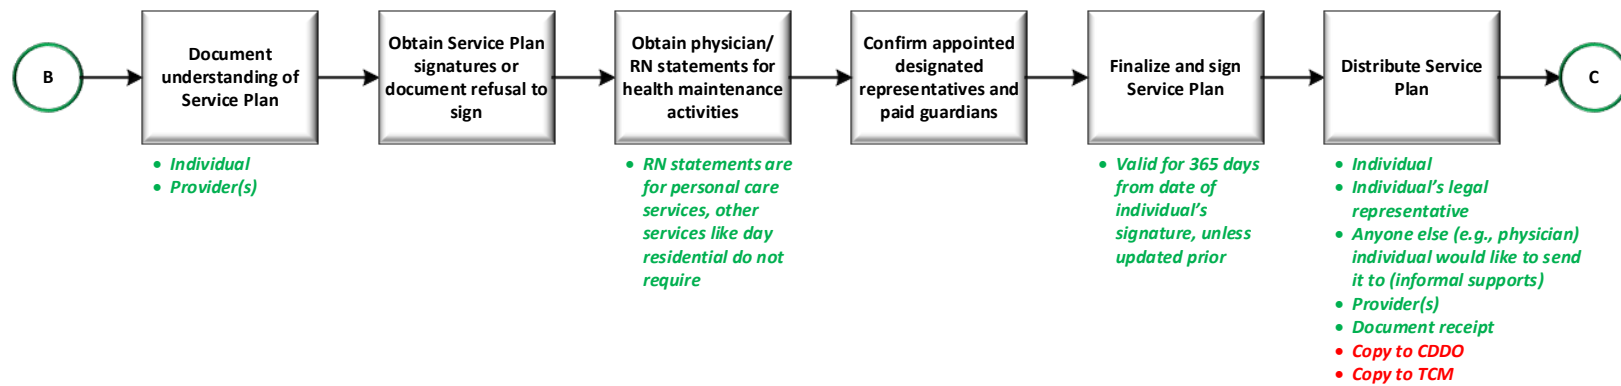 B
Document
understanding of
Service Plan
Obtain Service Plan
signatures or
document refusal to
sign
Obtain physician/
RN statements for
health maintenance
activities
Confirm appointed
designated
representatives and
paid guardians
Finalize and sign
Service Plan
Distribute Service
Plan
C
• Individual
• Provider(s)
• RN statements are
for personal care
services, other
services like day
residential do not
require
• Valid for 365 days
from date of
individual's
signature, unless
updated prior
• Individual
• Individual's legal
representative
• Anyone else (e.g., physician)
individual would like to send
it to (informal supports)
• Provider(s)
• Document receipt
• Copy to CDDO
• Copy to TCM